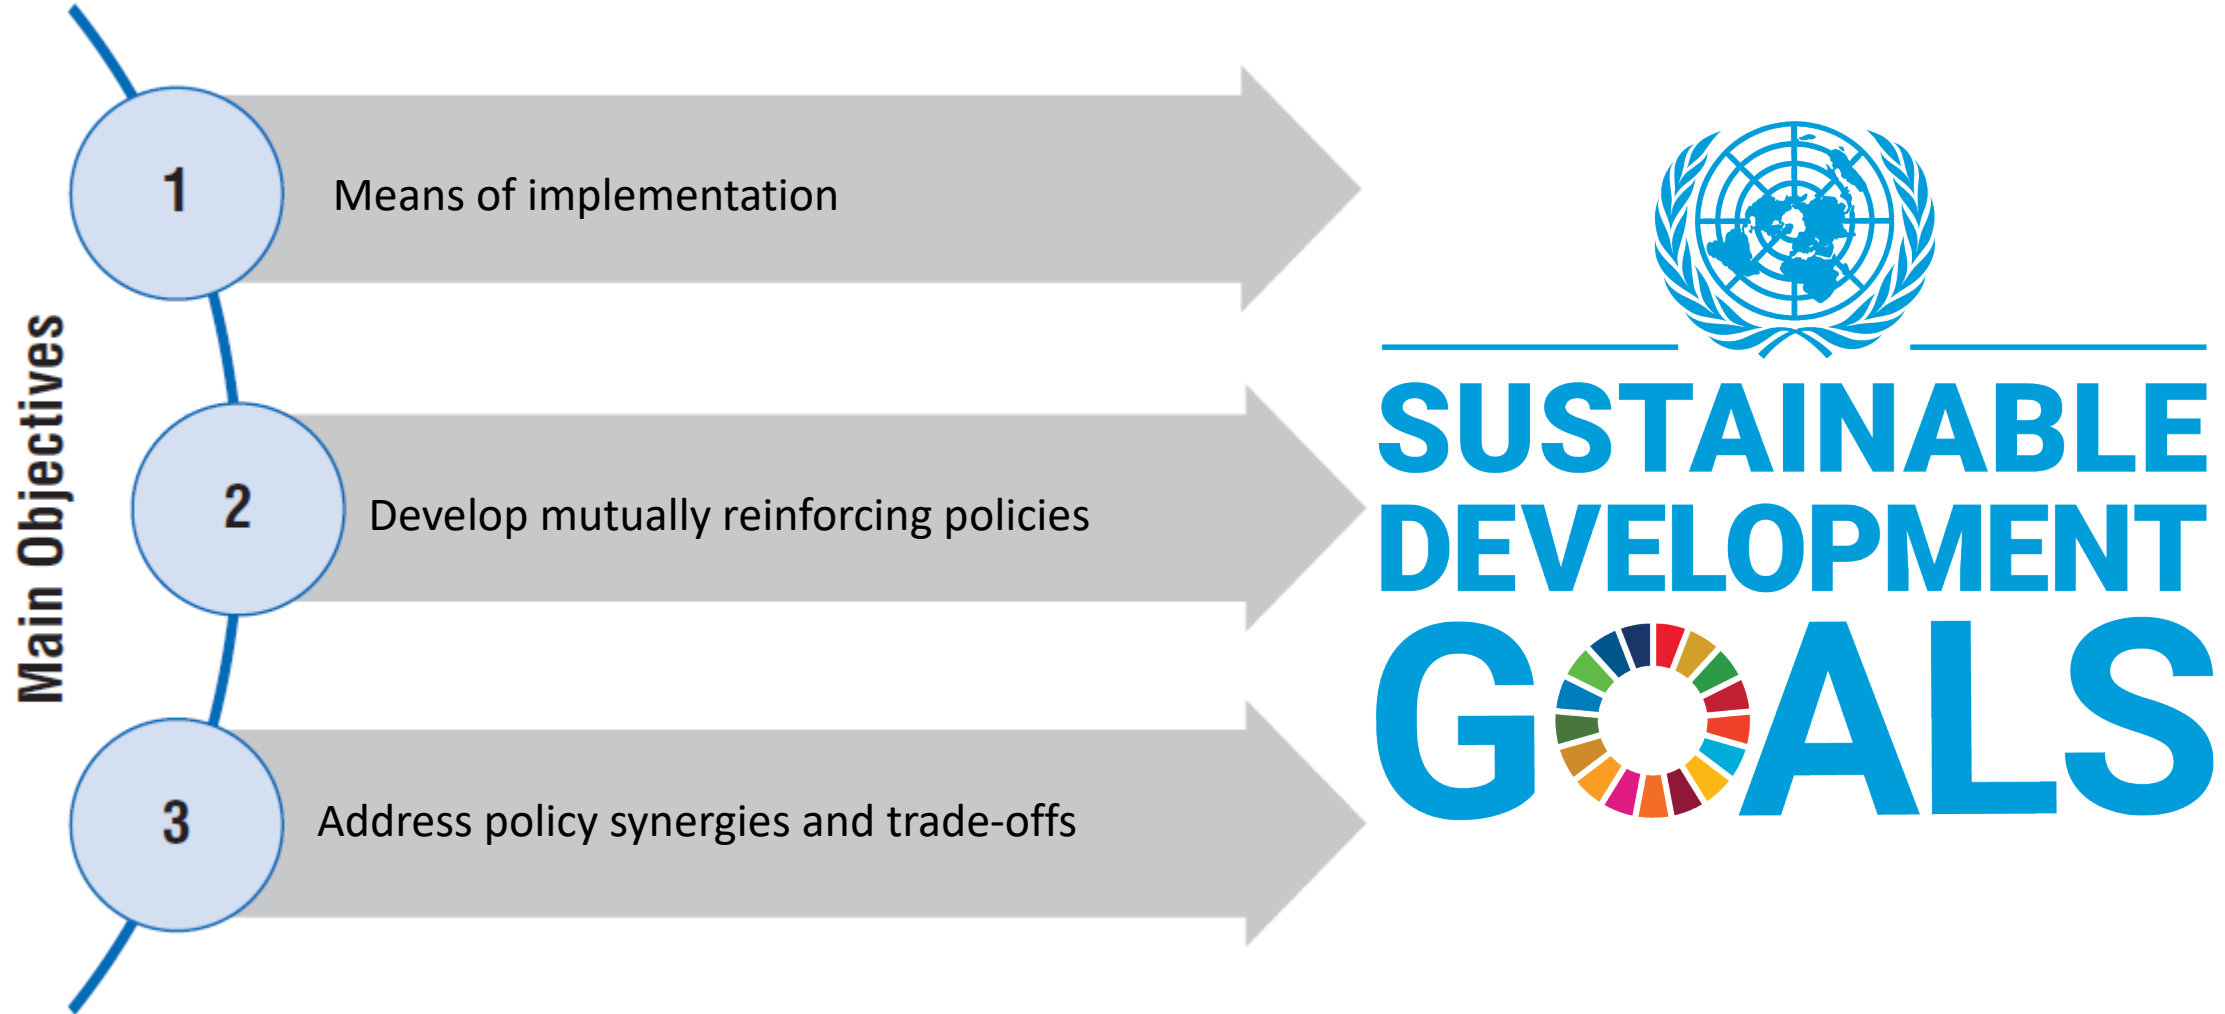 Main Objectives
1
Means of implementation
2
Develop mutually reinforcing policies
3
Address policy synergies and trade-offs
SUSTAINABLE
DEVELOPMENT
GOALS